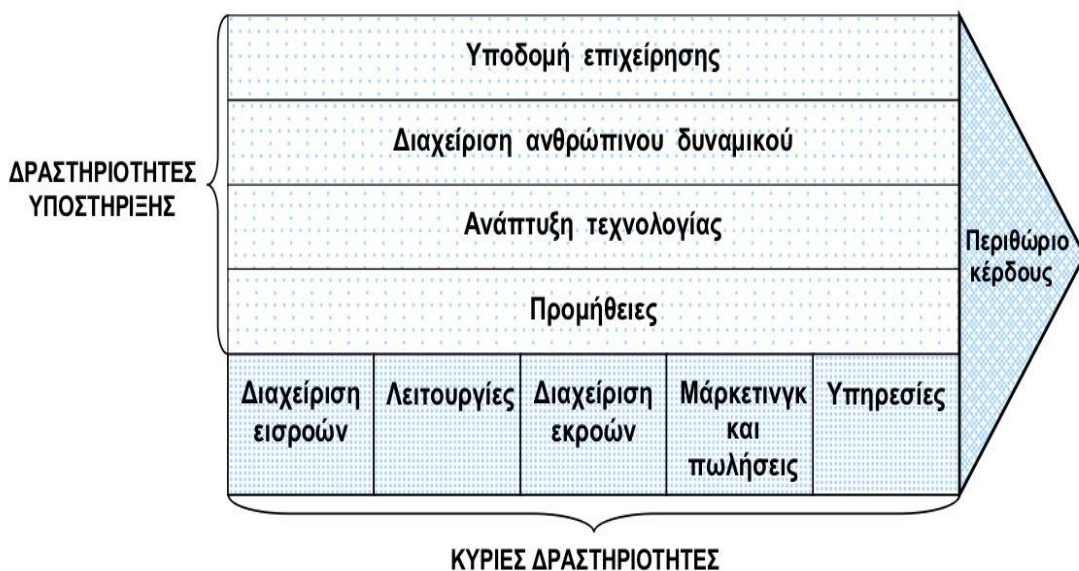 Υποδομή επιχείρησης
Διαχείριση ανθρώπινου δυναμικού
ΔΡΑΣΤΗΡΙΟΤΗΤΕΣ
ΥΠΟΣΤΗΡΙΞΗΣ
Ανάπτυξη τεχνολογίας
Προμήθειες
Περιθώριο
κέρδους
Διαχείριση
εισροών
Λειτουργίες
Διαχείριση
εκροών
Μάρκετινγκ
και
πωλήσεις
Υπηρεσίες
ΚΥΡΙΕΣ ΔΡΑΣΤΗΡΙΟΤΗΤΕΣ